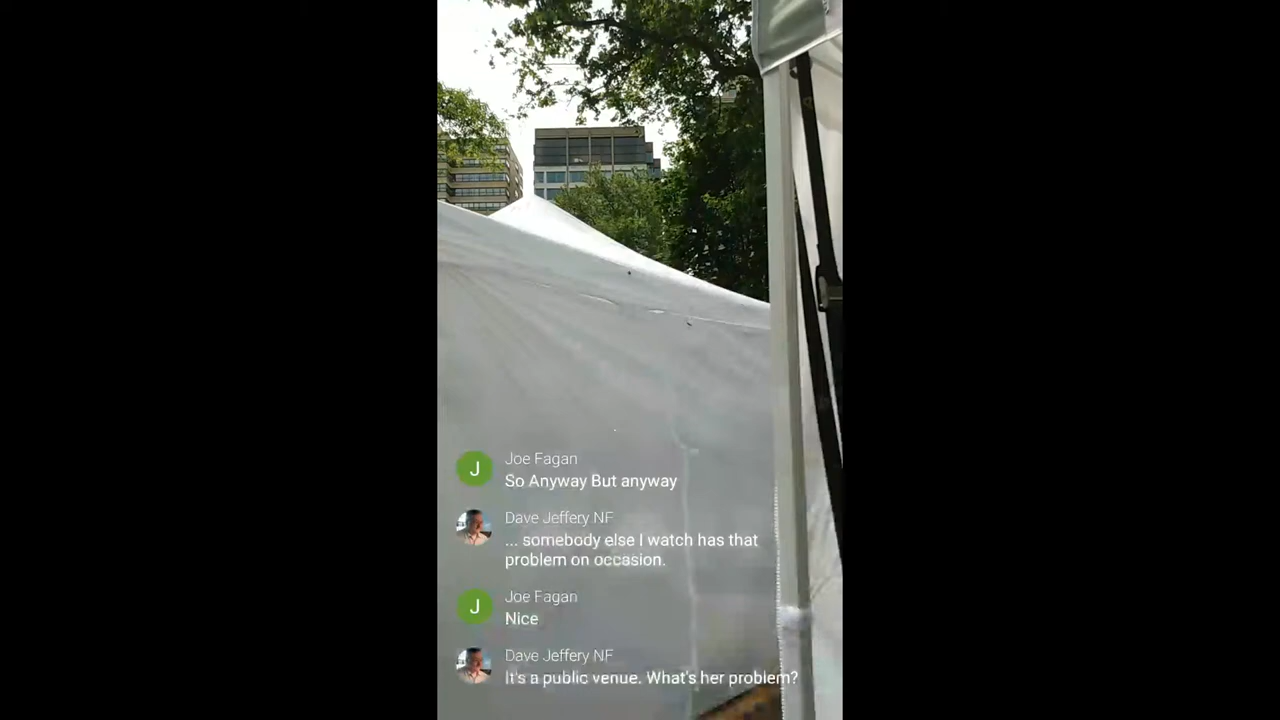 J
Joe Fagan
So Anyway But anyway
Dave Jeffery NF
... somebody else I watch has that
problem on occasion.
J
Joe Fagan
Nice
Dave Jeffery NF
It's a public venue. What's her problem?